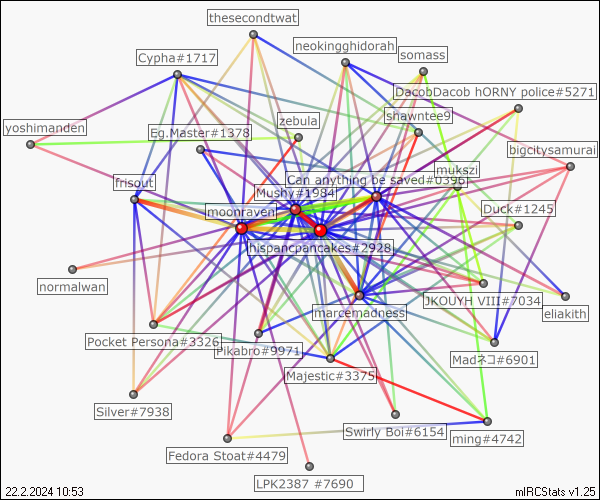 thesecondtwat
neokingghidorah
somass
Cypha#1717
DacobDacob hORNY police#5271
shawntee9
zebula
yoshimanden
Eg.Master#1378
bigcitysamurai
mukszi
Can anything be saved#0396
frisout
Mushy#1984
moonraven
Duck#1245
hispancpancakes#2928
normalwan
JKOUYH VIII#7034
eliakith
marcemadness
Pocket Persona#3326
Pikabro#9971
Madネコ#6901
Majestic#3375
Silver#7938
Swirly Boi#6154
ming#4742
Fedora Stoat#4479
LPK2387 #7690
22.2.2024 10:53
mIRCStats v1.25